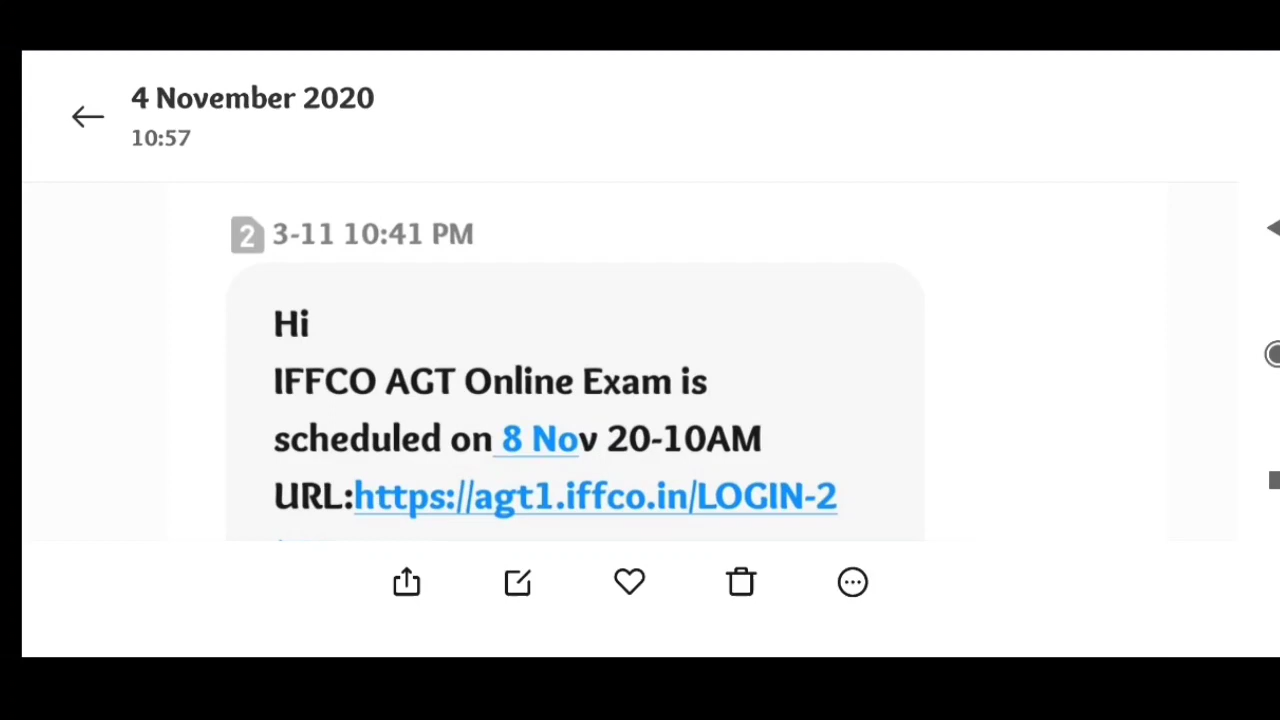 4 November 2020
10:57
2 3-11 10:41 PM
Hi
IFFCO AGT Online Exam is
scheduled on 8 Nov 20-10AM
URL:https://agt1.iffco.in/LOGIN-2